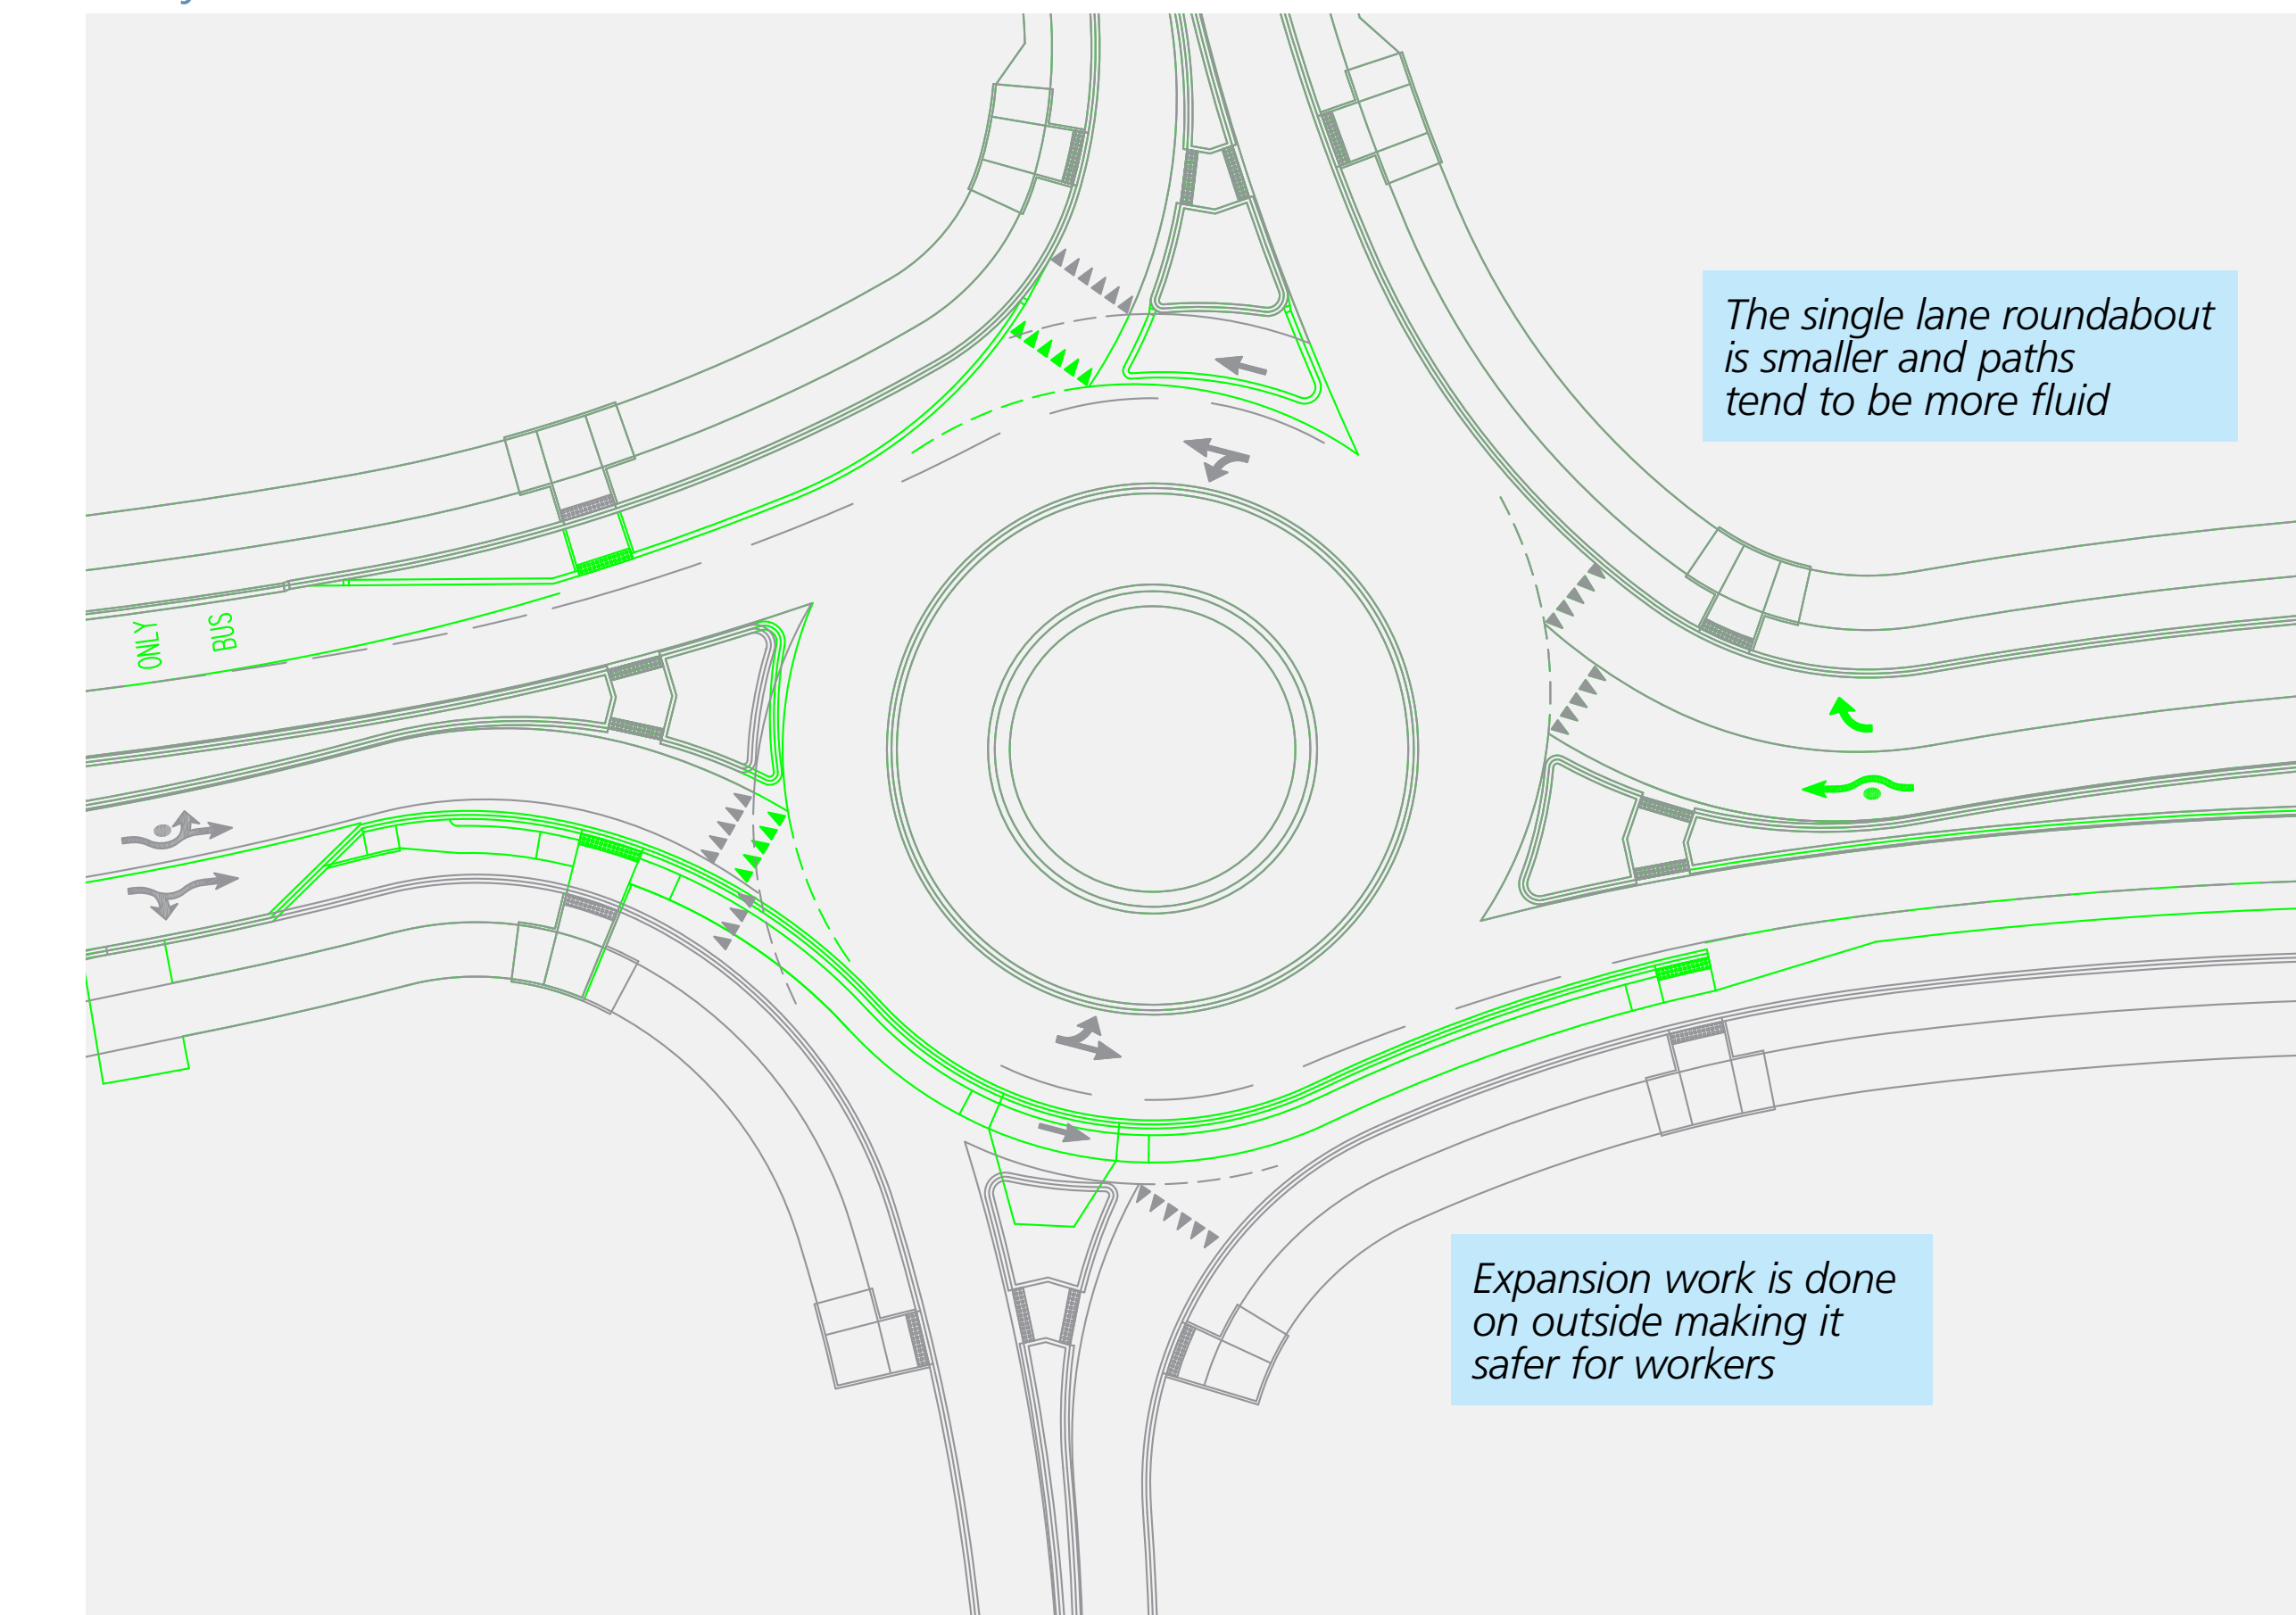 The single lane roundabout
is smaller and paths
tend to be more fluid
ONLY
BUS
Expansion work is done
on outside making it
safer for workers